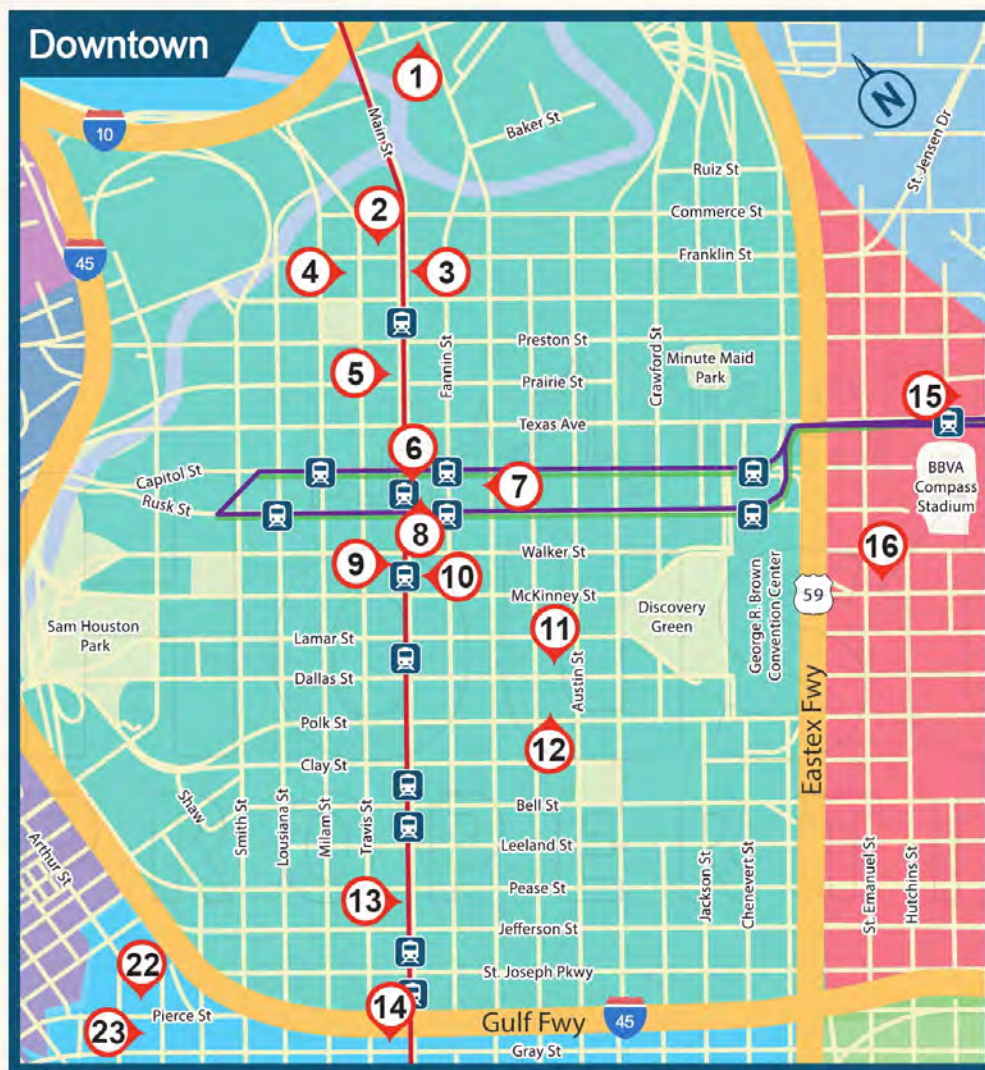 Downtown
1
N
10
Main St
Baker St
St. Jensen Dr
Ruiz St
2
Commerce St
45
4
3
Franklin St
Fannin St
Preston St
Crawford St
Minute Maid
Park
5
Prairie St
15
Texas Ave
6
Capitol St
7
BBVA
Compass
Stadium
Rusk St
8
16
9
10
Walker St
McKinney St
59
George R. Brown
Convention Center
Discovery
Green
Sam Houston
Park
11
Lamar St
Dallas St
Austin St
Eastex Fwy
Polk St
12
Clay St
Shaw
Smith St
Lousiana St
Milam St
Travis St
Bell St
Leeland St
Arthur St
13
Pease St
Jackson St
Chenevert St
St. Emanuel St
Hutchins St
Jefferson St
22
St. Joseph Pkwy
14
Pierce St
23
Gulf Fwy
45
Gray St